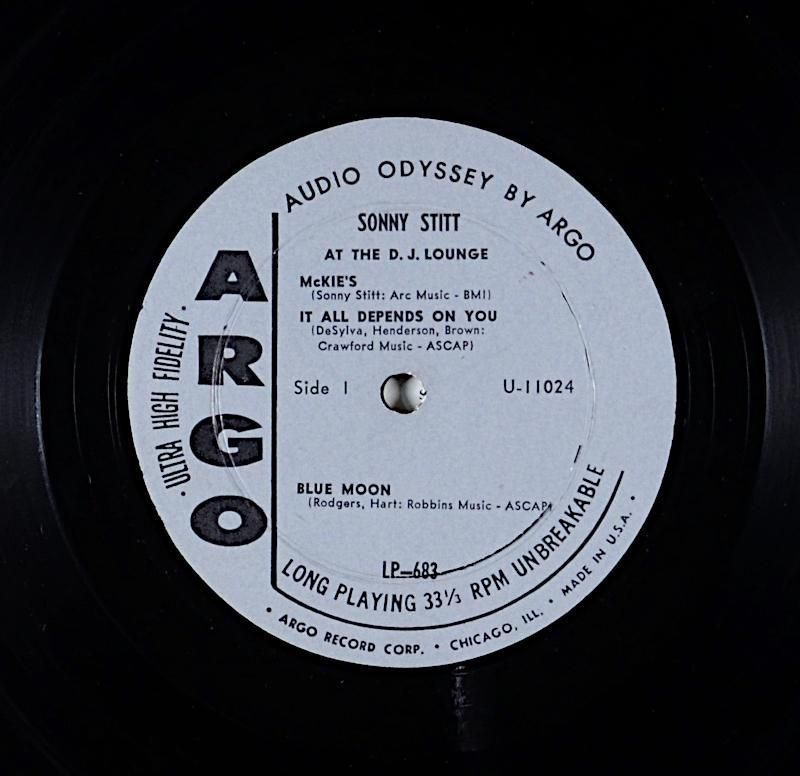 AUDIO ODYSSEY BY ARGO
SONNY STITT
AT THE D. J. LOUNGE
McKIE'S
(Sonny Stitt: Arc Music - BMI)
IT ALL DEPENDS ON YOU
(DeSylva, Henderson, Brown:
Crawford Music - ASCAP)
Side 1
U-11024
BLUE MOON
(Rodgers, Hart: Robbins Music - ASCAP)
LP-683
LONG PLAYING 33⅓ RPM UNBREAKABLE
• ARGO RECORD CORP. • CHICAGO, ILL. • MADE IN U.S.A. •
ARGO
• ULTRA HIGH FIDELITY •